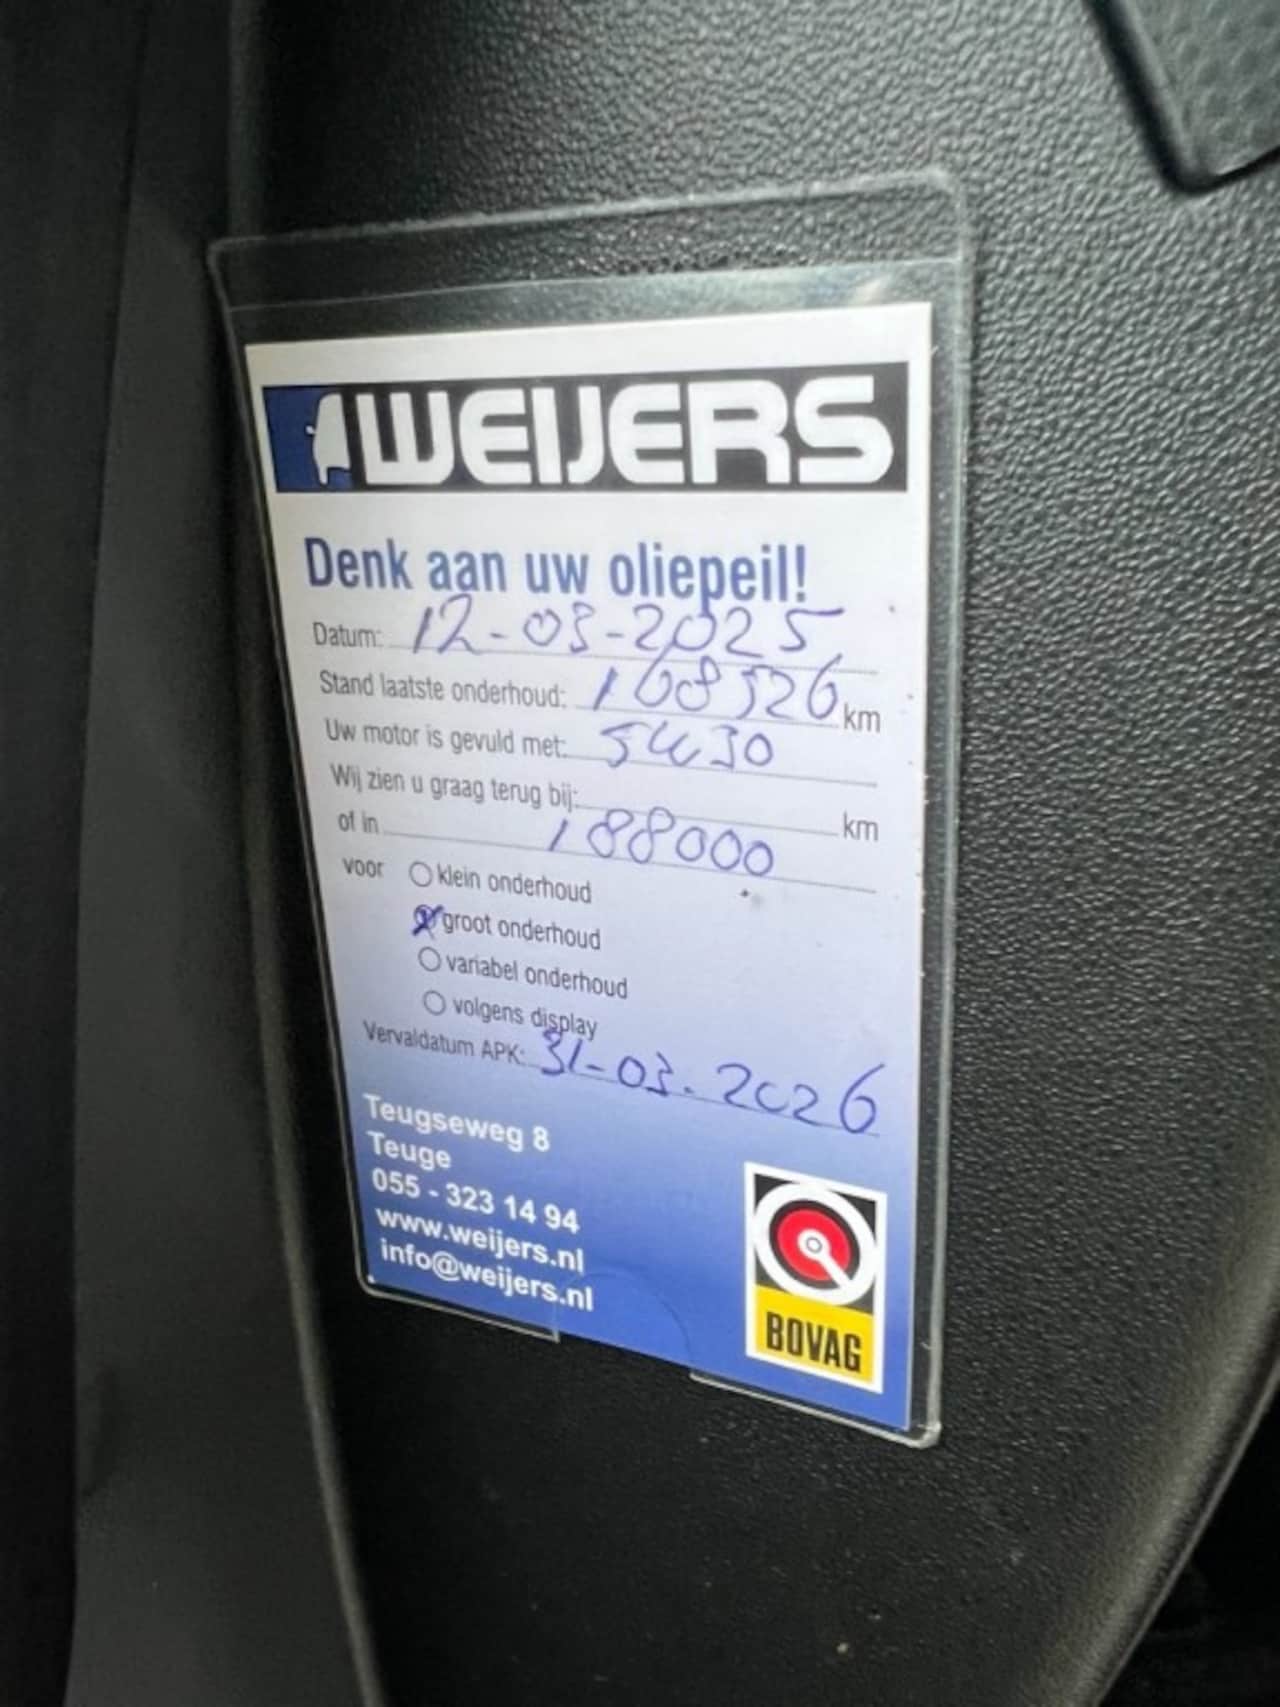 WEIJERS
Denk aan uw oliepeil!
Datum: 12-03-2025
Stand laatste onderhoud: 168526 km
Uw motor is gevuld met: 5W30
Wij zien u graag terug bij: km
of in 188000
voor klein onderhoud
groot onderhoud
variabel onderhoud
volgens display
Vervaldatum APK: 31-03-2026
Teugseweg 8
Teuge
055 - 323 14 94
www.weijers.nl
info@weijers.nl
BOVAG